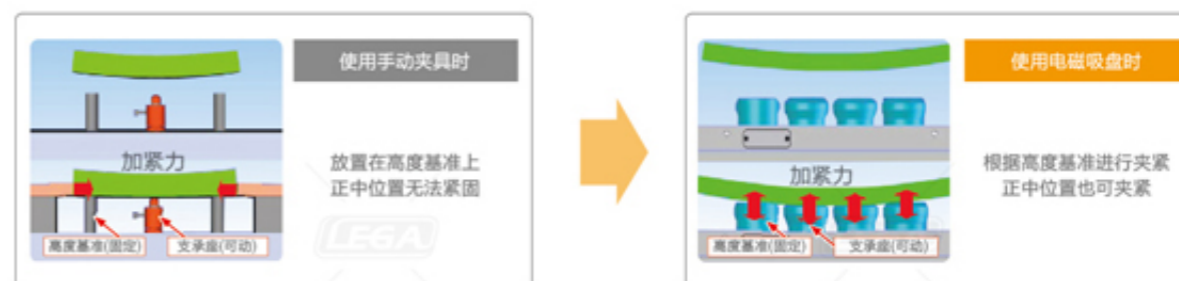 使用手动夹具时
加紧力
放置在高度基准上
正中位置无法紧固
高度基准(固定)
支承座(可动)
LEGA
使用电磁吸盘时
加紧力
根据高度基准进行夹紧
正中位置也可夹紧
高度基准(固定)
支承座(可动)